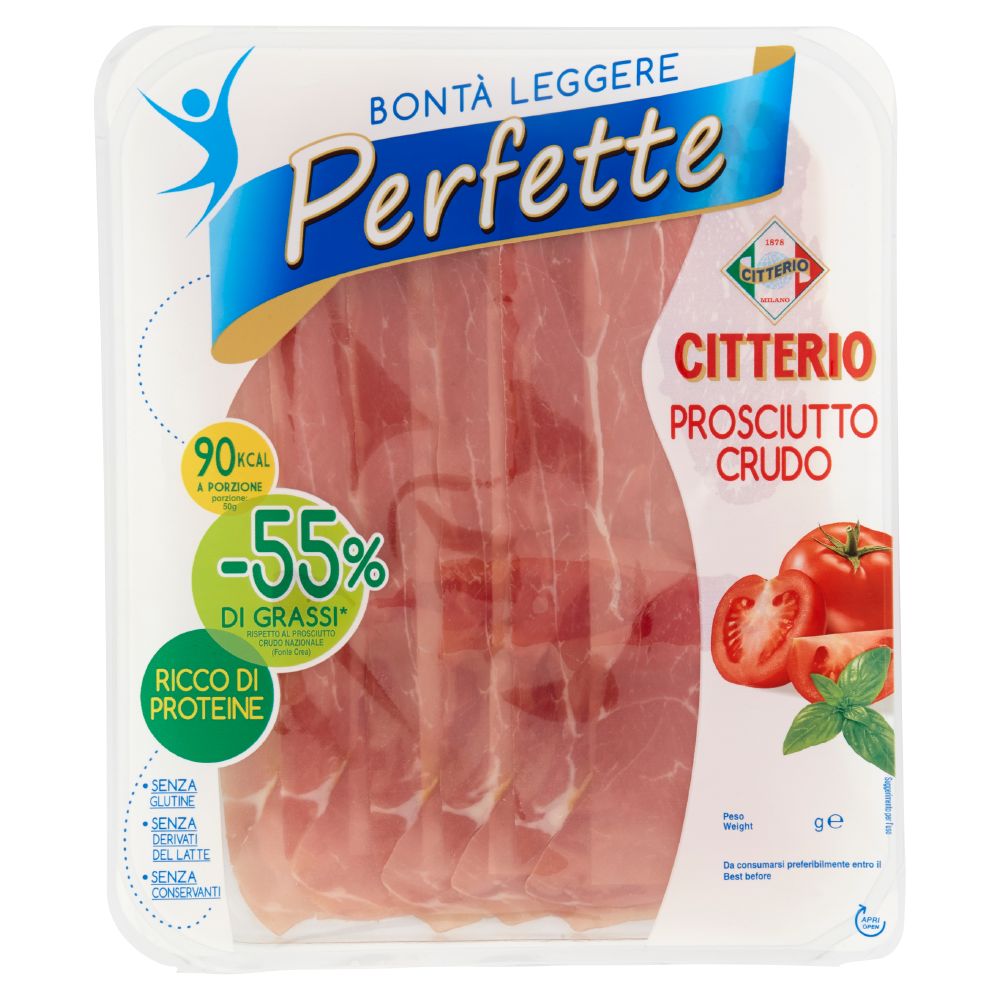 BONTÀ LEGGERE
Perfette
1878
CITTERIO
MILANO
CITTERIO
PROSCIUTTO
CRUDO
90 KCAL
A PORZIONE
porzione:
50g
-55%
DI GRASSI*
RISPETTO AL PROSCIUTTO
CRUDO NAZIONALE
(Fonte Crea)
RICCO DI
PROTEINE
• SENZA
GLUTINE
• SENZA
DERIVATI
DEL LATTE
• SENZA
CONSERVANTI
Suggerimento per l'uso
Peso
Weight
g℮
Da consumarsi preferibilmente entro il
Best before
APRI
OPEN